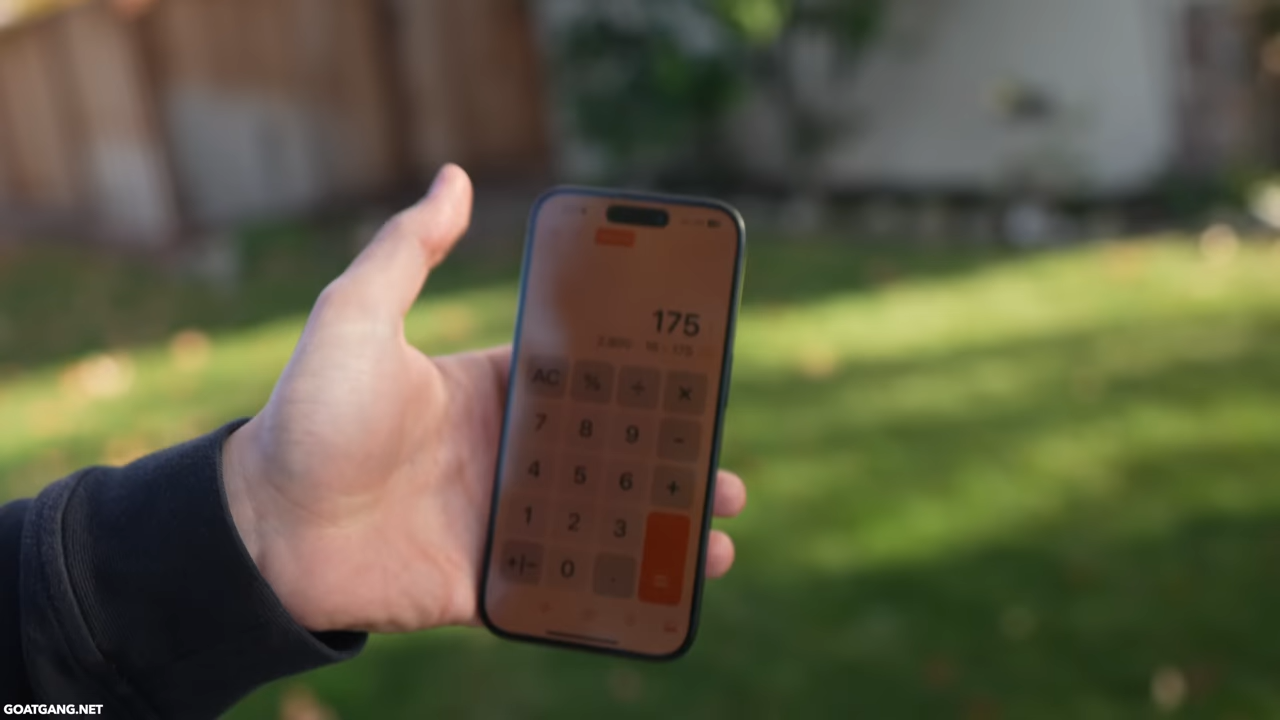 175
AC % ÷ ×
7 8 9 -
4 5 6 +
1 2 3
+/- 0 . =
GOATGANG.NET